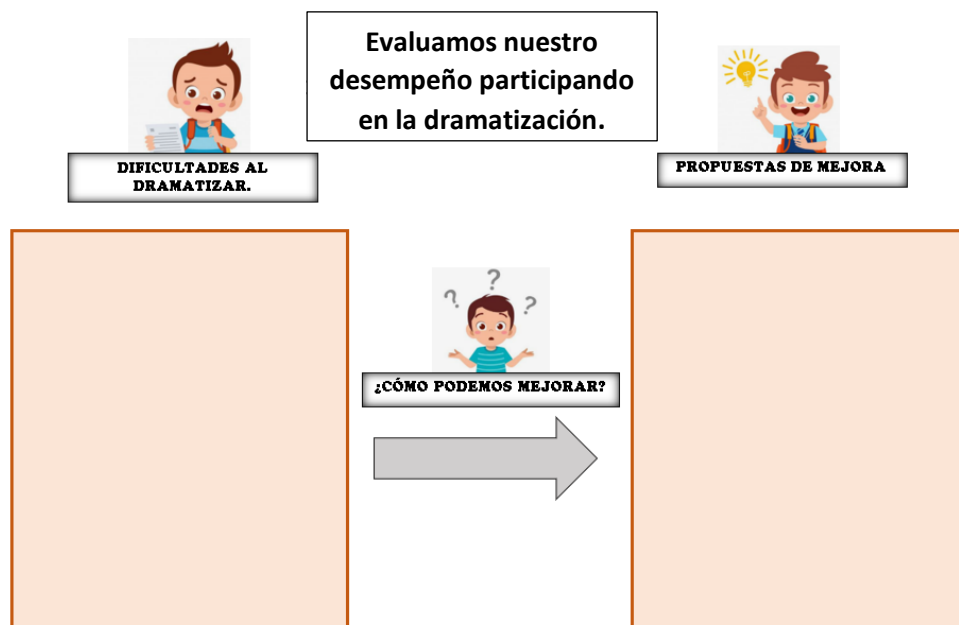 Evaluamos nuestro
desempeño participando
en la dramatización.
DIFICULTADES AL
DRAMATIZAR.
PROPUESTAS DE MEJORA
? ? ?
¿CÓMO PODEMOS MEJORAR?